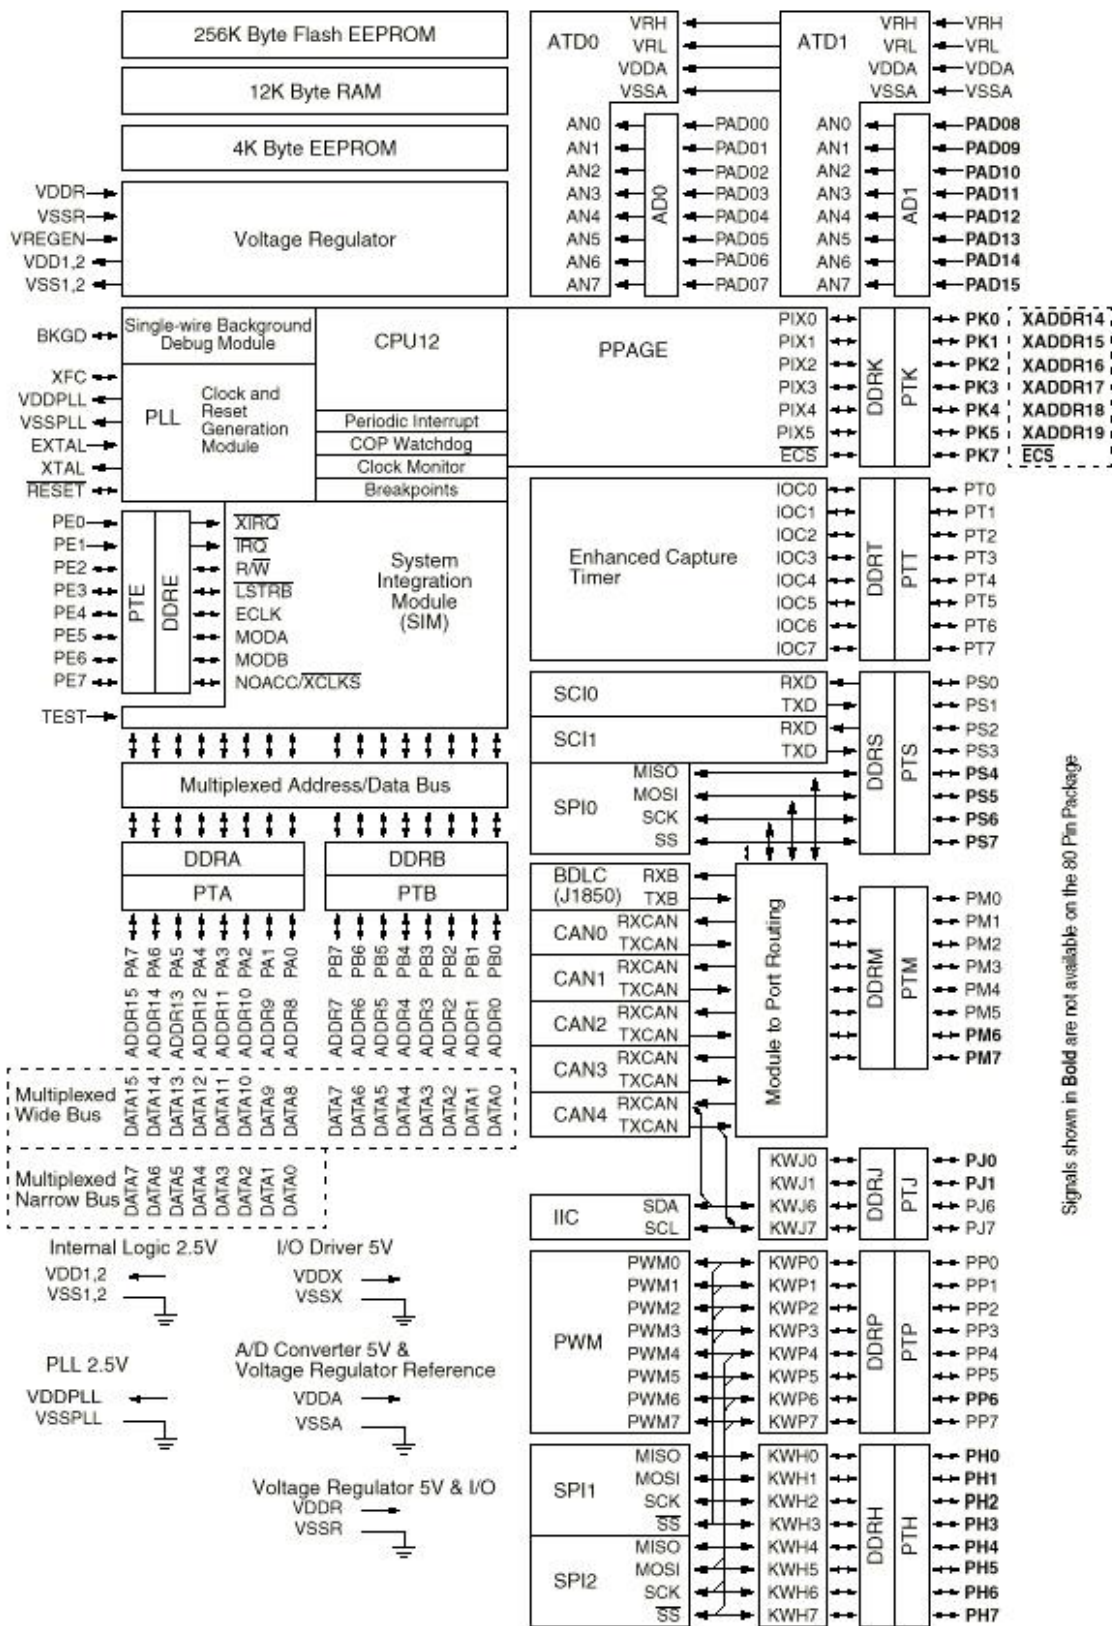 256K Byte Flash EEPROM
12K Byte RAM
4K Byte EEPROM
VDDR
VSSR
VREGEN
VDD1,2
VSS1,2
Voltage Regulator
BKGD
Single-wire Background
Debug Module
CPU12
XFC
VDDPLL
VSSPLL
EXTAL
XTAL
RESET
PLL
Clock and
Reset
Generation
Module
Periodic Interrupt
COP Watchdog
Clock Monitor
Breakpoints
PE0
PE1
PE2
PE3
PE4
PE5
PE6
PE7
TEST
PTE
DDRE
XIRQ
IRQ
R/W
LSTRB
ECLK
MODA
MODB
NOACC/XCLKS
System
Integration
Module
(SIM)
Multiplexed Address/Data Bus
DDRA
PTA
DDRB
PTB
PA7 PA6 PA5 PA4 PA3 PA2 PA1 PA0
PB7 PB6 PB5 PB4 PB3 PB2 PB1 PB0
ADDR15 ADDR14 ADDR13 ADDR12 ADDR11 ADDR10 ADDR9 ADDR8
ADDR7 ADDR6 ADDR5 ADDR4 ADDR3 ADDR2 ADDR1 ADDR0
Multiplexed
Wide Bus
DATA15 DATA14 DATA13 DATA12 DATA11 DATA10 DATA9 DATA8
DATA7 DATA6 DATA5 DATA4 DATA3 DATA2 DATA1 DATA0
Multiplexed
Narrow Bus
DATA7 DATA6 DATA5 DATA4 DATA3 DATA2 DATA1 DATA0
Internal Logic 2.5V
VDD1,2
VSS1,2
I/O Driver 5V
VDDX
VSSX
PLL 2.5V
VDDPLL
VSSPLL
A/D Converter 5V &
Voltage Regulator Reference
VDDA
VSSA
Voltage Regulator 5V & I/O
VDDR
VSSR
ATD0
VRH
VRL
VDDA
VSSA
ATD1
VRH
VRL
VDDA
VSSA
VRH
VRL
VDDA
VSSA
AN0
AN1
AN2
AN3
AN4
AN5
AN6
AN7
AD0
PAD00
PAD01
PAD02
PAD03
PAD04
PAD05
PAD06
PAD07
AN0
AN1
AN2
AN3
AN4
AN5
AN6
AN7
AD1
PAD08
PAD09
PAD10
PAD11
PAD12
PAD13
PAD14
PAD15
PPAGE
PIX0
PIX1
PIX2
PIX3
PIX4
PIX5
ECS
DDRK
PTK
PK0 XADDR14
PK1 XADDR15
PK2 XADDR16
PK3 XADDR17
PK4 XADDR18
PK5 XADDR19
PK7 ECS
Enhanced Capture
Timer
IOC0
IOC1
IOC2
IOC3
IOC4
IOC5
IOC6
IOC7
DDRT
PTT
PT0
PT1
PT2
PT3
PT4
PT5
PT6
PT7
SCI0
RXD
TXD
SCI1
RXD
TXD
SPI0
MISO
MOSI
SCK
SS
DDRS
PTS
PS0
PS1
PS2
PS3
PS4
PS5
PS6
PS7
BDLC
(J1850)
RXB
TXB
CAN0
RXCAN
TXCAN
CAN1
RXCAN
TXCAN
CAN2
RXCAN
TXCAN
CAN3
RXCAN
TXCAN
CAN4
RXCAN
TXCAN
Module to Port Routing
DDRM
PTM
PM0
PM1
PM2
PM3
PM4
PM5
PM6
PM7
IIC
SDA
SCL
KWJ0
KWJ1
KWJ6
KWJ7
DDRJ
PTJ
PJ0
PJ1
PJ6
PJ7
PWM
PWM0
PWM1
PWM2
PWM3
PWM4
PWM5
PWM6
PWM7
KWP0
KWP1
KWP2
KWP3
KWP4
KWP5
KWP6
KWP7
DDRP
PTP
PP0
PP1
PP2
PP3
PP4
PP5
PP6
PP7
SPI1
MISO
MOSI
SCK
SS
SPI2
MISO
MOSI
SCK
SS
KWH0
KWH1
KWH2
KWH3
KWH4
KWH5
KWH6
KWH7
DDRH
PTH
PH0
PH1
PH2
PH3
PH4
PH5
PH6
PH7
Signals shown in Bold are not available on the 80 Pin Package